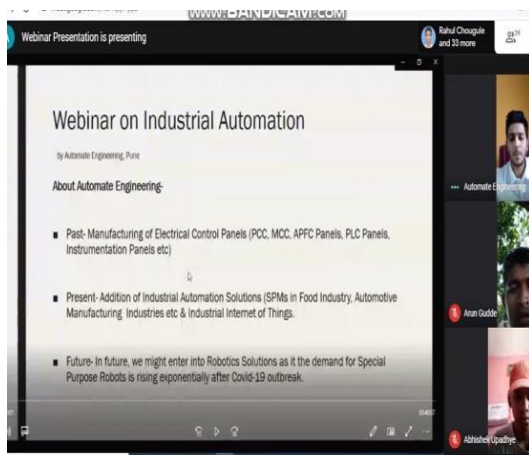 www.BANDICAM.com
Webinar Presentation is presenting
Rahul Chougule
and 33 more
Webinar on Industrial Automation
by Automate Engineering, Pune
About Automate Engineering-
Past- Manufacturing of Electrical Control Panels (PCC, MCC, APFC Panels, PLC Panels,
Instrumentation Panels etc)
Present- Addition of Industrial Automation Solutions (SPMs in Food Industry, Automotive
Manufacturing Industries etc & Industrial Internet of Things.
Future- In future, we might enter into Robotics Solutions as it the demand for Special
Purpose Robots is rising exponentially after Covid-19 outbreak.
Automate Engineering
Arun Gudde
Abhishek Upadhye